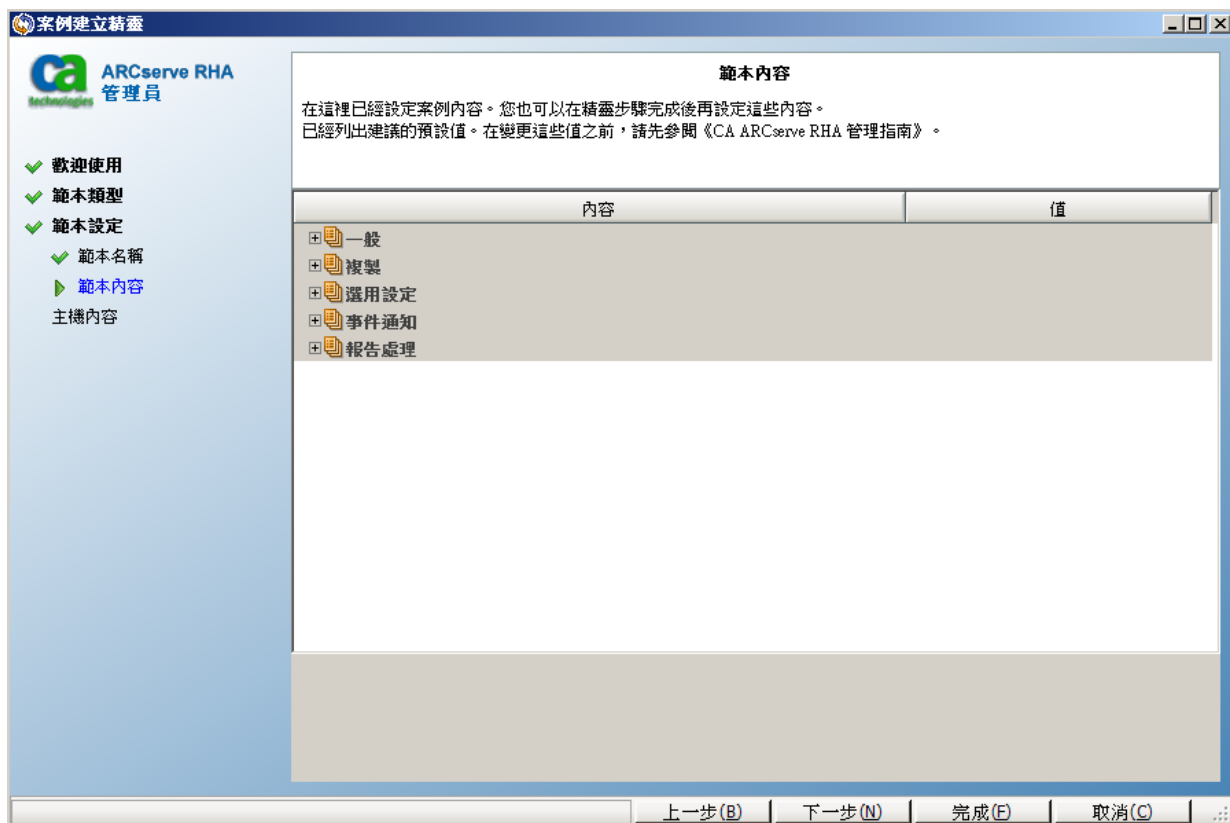 案例建立精靈
ca
technologies
ARCserve RHA
管理員
歡迎使用
範本類型
範本設定
範本名稱
範本內容
主機內容
範本內容
在這裡已經設定案例內容。您也可以在精靈步驟完成後再設定這些內容。
已經列出建議的預設值。在變更這些值之前，請先參閱《CA ARCserve RHA 管理指南》。
內容 值
一般
複製
選用設定
事件通知
報告處理
上一步(B) 下一步(N) 完成(F) 取消(C)